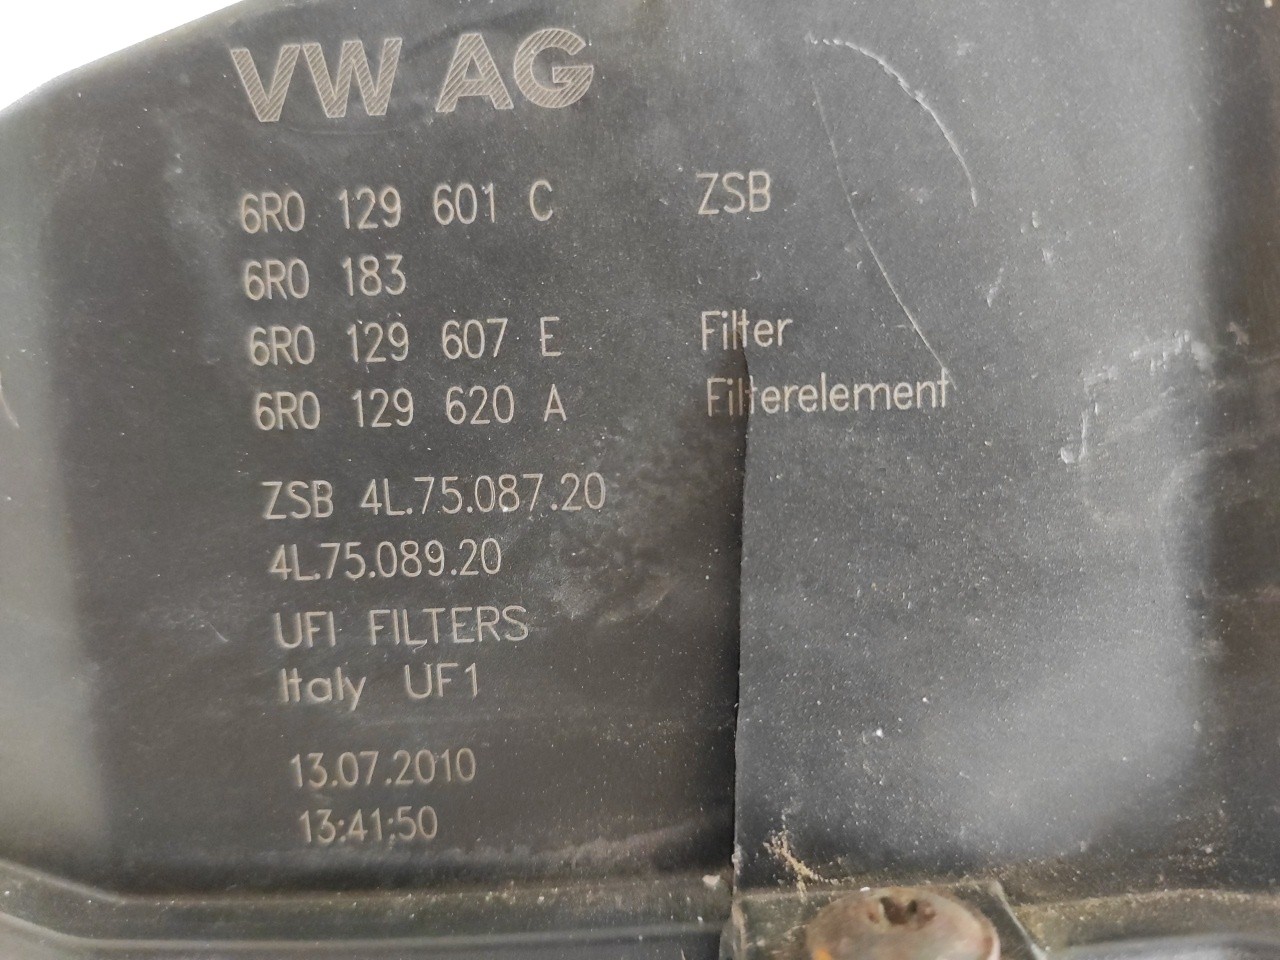 VW AG
6R0 129 601 C ZSB
6R0 183
6R0 129 607 E Filter
6R0 129 620 A Filterelement
ZSB 4L.75.087.20
4L.75.089.20
UFI FILTERS
Italy UF1
13.07.2010
13:41:50